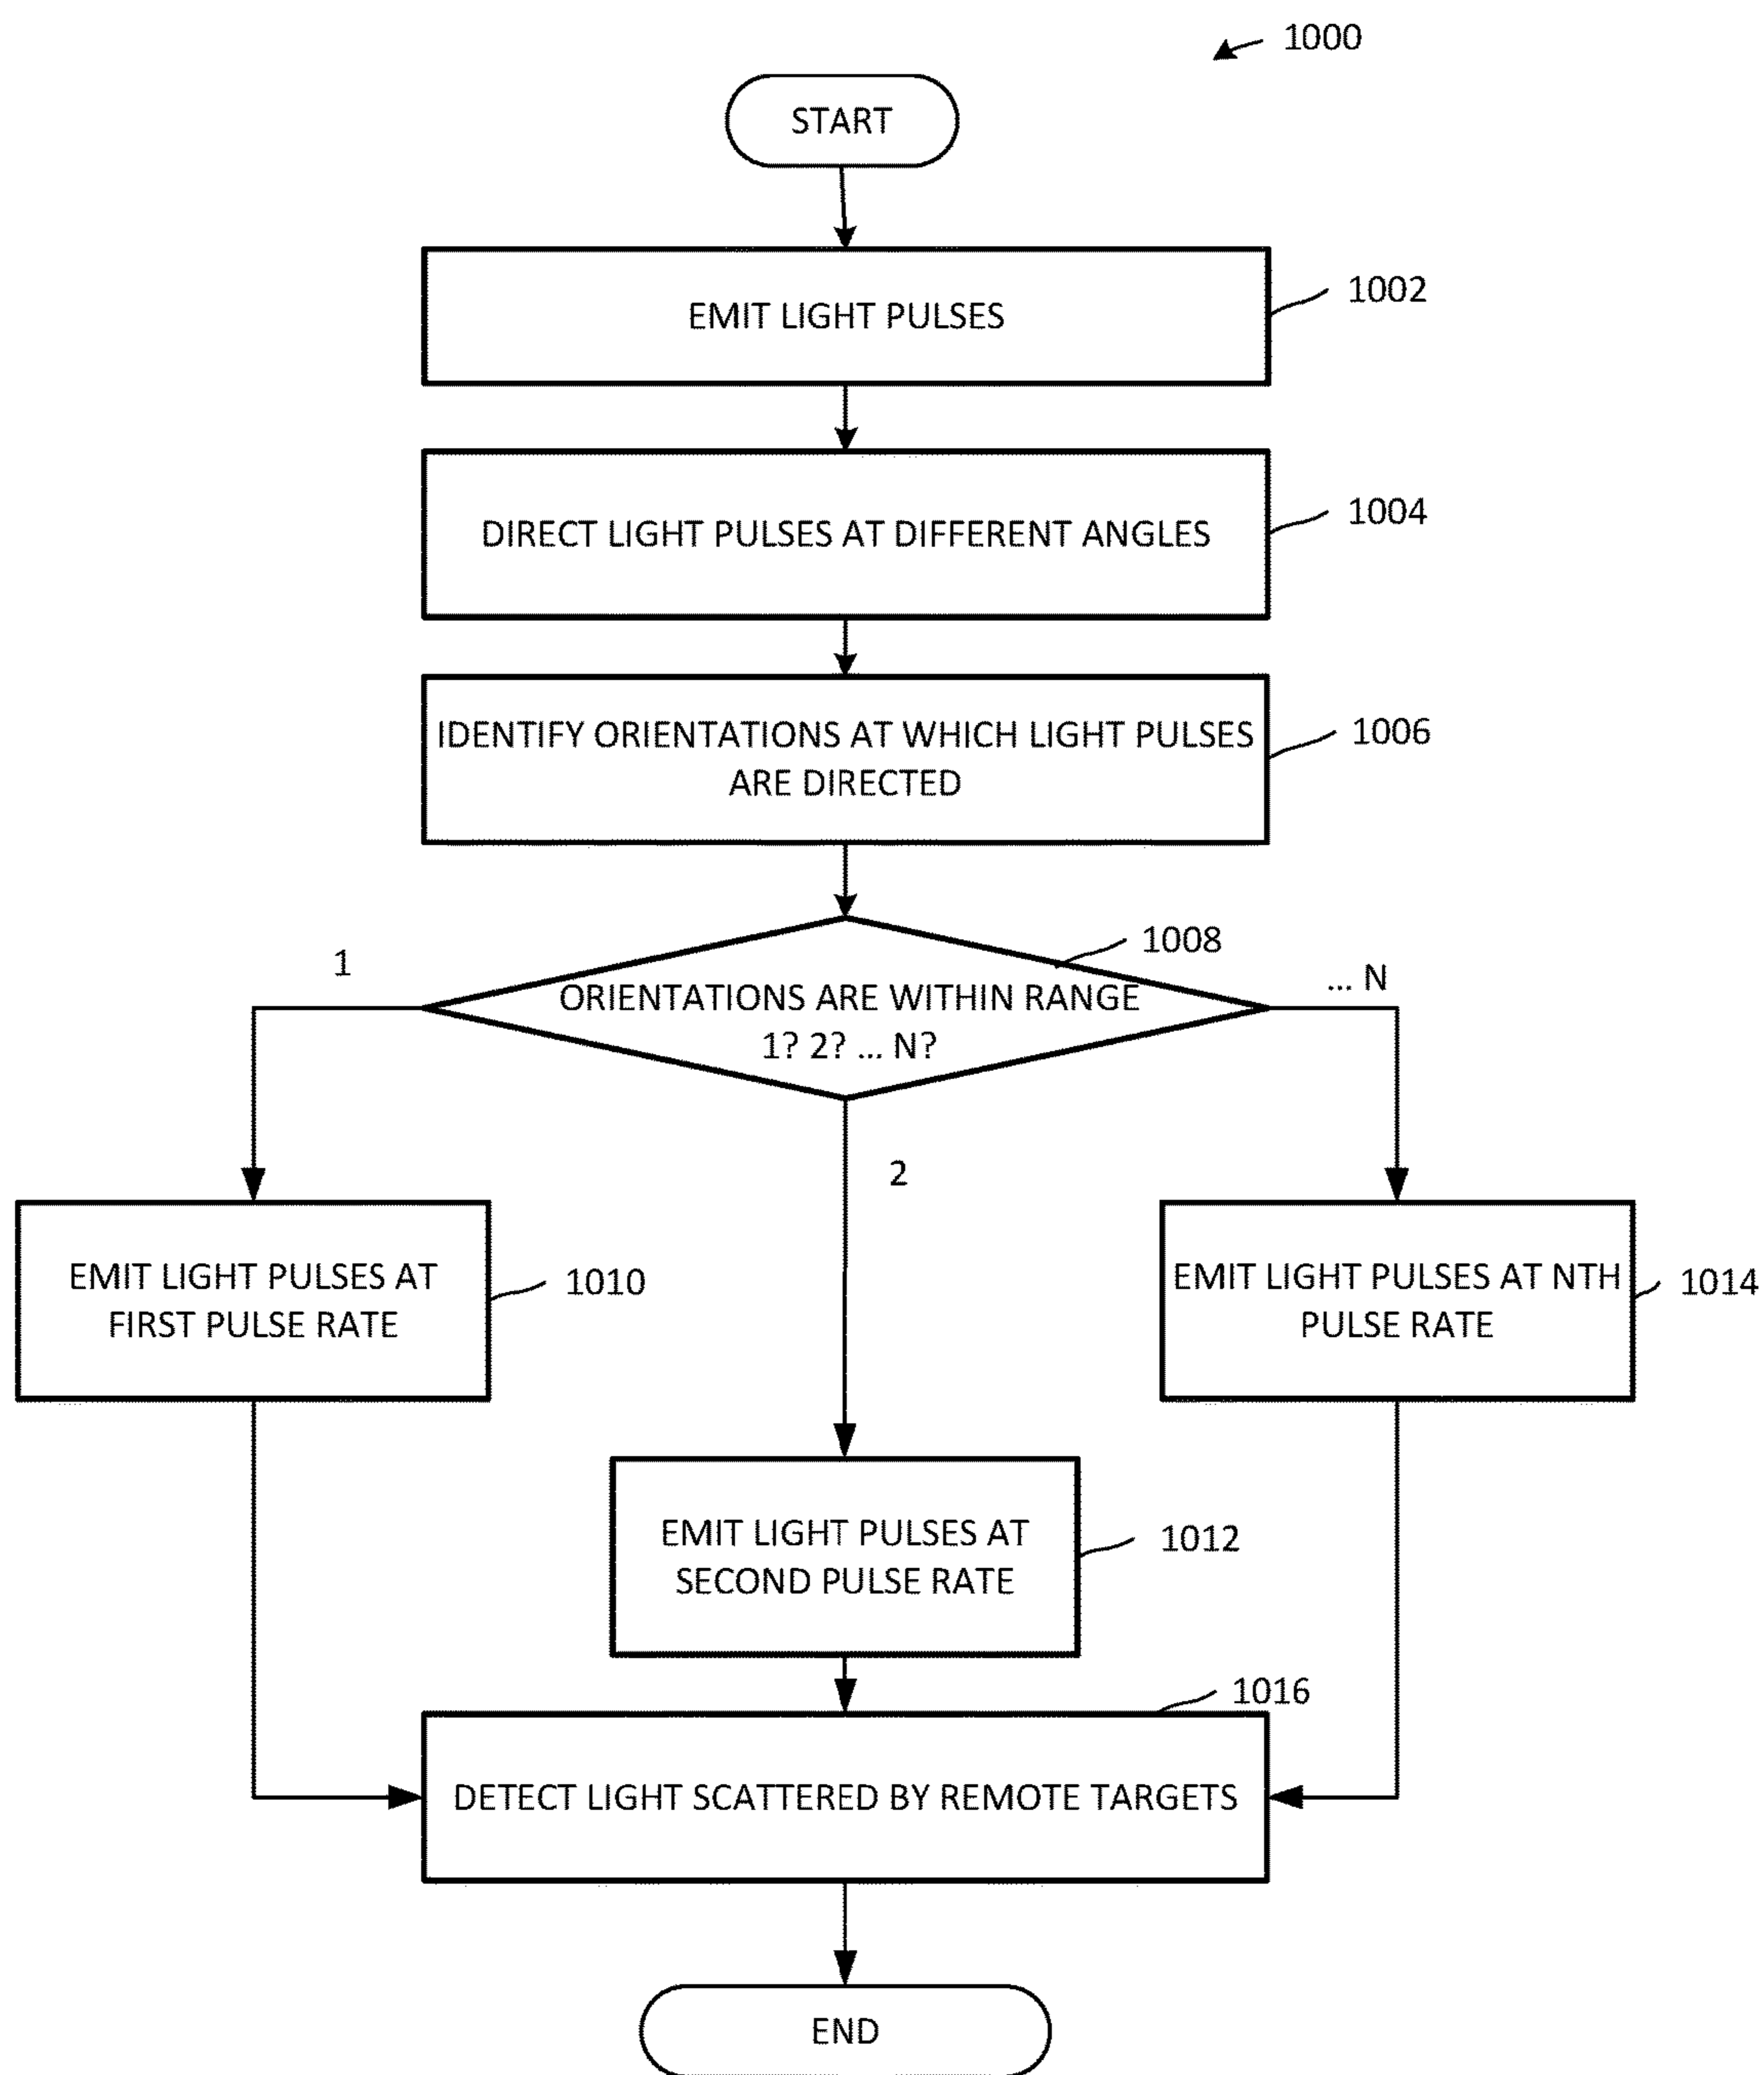 1000
START
EMIT LIGHT PULSES
1002
DIRECT LIGHT PULSES AT DIFFERENT ANGLES
1004
IDENTIFY ORIENTATIONS AT WHICH LIGHT PULSES
ARE DIRECTED
1006
1008
ORIENTATIONS ARE WITHIN RANGE
1? 2? ... N?
1
2
... N
EMIT LIGHT PULSES AT
FIRST PULSE RATE
1010
EMIT LIGHT PULSES AT NTH
PULSE RATE
1014
EMIT LIGHT PULSES AT
SECOND PULSE RATE
1012
1016
DETECT LIGHT SCATTERED BY REMOTE TARGETS
END